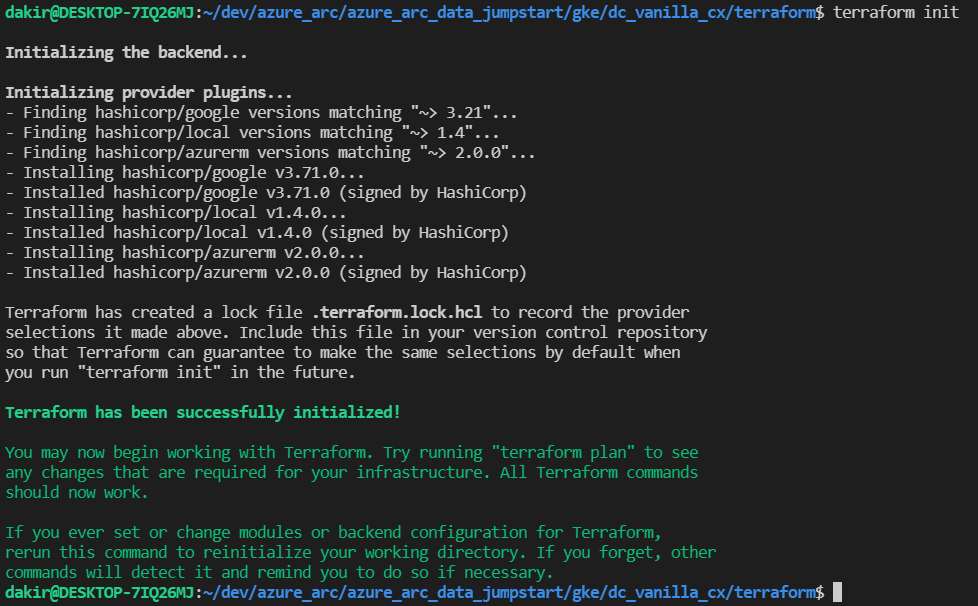 dakir@DESKTOP-7IQ26MJ:~/dev/azure_arc/azure_arc_data_jumpstart/gke/dc_vanilla_cx/terraform$ terraform init
Initializing the backend...
Initializing provider plugins...
- Finding hashicorp/google versions matching "~> 3.21"...
- Finding hashicorp/local versions matching "~> 1.4"...
- Finding hashicorp/azurerm versions matching "~> 2.0.0"...
- Installing hashicorp/google v3.71.0...
- Installed hashicorp/google v3.71.0 (signed by HashiCorp)
- Installing hashicorp/local v1.4.0...
- Installed hashicorp/local v1.4.0 (signed by HashiCorp)
- Installing hashicorp/azurerm v2.0.0...
- Installed hashicorp/azurerm v2.0.0 (signed by HashiCorp)
Terraform has created a lock file .terraform.lock.hcl to record the provider
selections it made above. Include this file in your version control repository
so that Terraform can guarantee to make the same selections by default when
you run "terraform init" in the future.
Terraform has been successfully initialized!
You may now begin working with Terraform. Try running "terraform plan" to see
any changes that are required for your infrastructure. All Terraform commands
should now work.
If you ever set or change modules or backend configuration for Terraform,
rerun this command to reinitialize your working directory. If you forget, other
commands will detect it and remind you to do so if necessary.
dakir@DESKTOP-7IQ26MJ:~/dev/azure_arc/azure_arc_data_jumpstart/gke/dc_vanilla_cx/terraform$